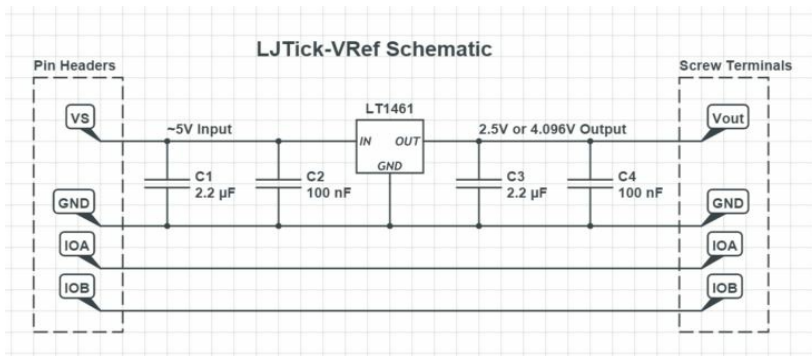 LJTick-VRef Schematic
Pin Headers
Screw Terminals
LT1461
VS
~5V Input
IN OUT
GND
2.5V or 4.096V Output
Vout
C1
2.2 µF
C2
100 nF
C3
2.2 µF
C4
100 nF
GND
GND
IOA
IOA
IOB
IOB